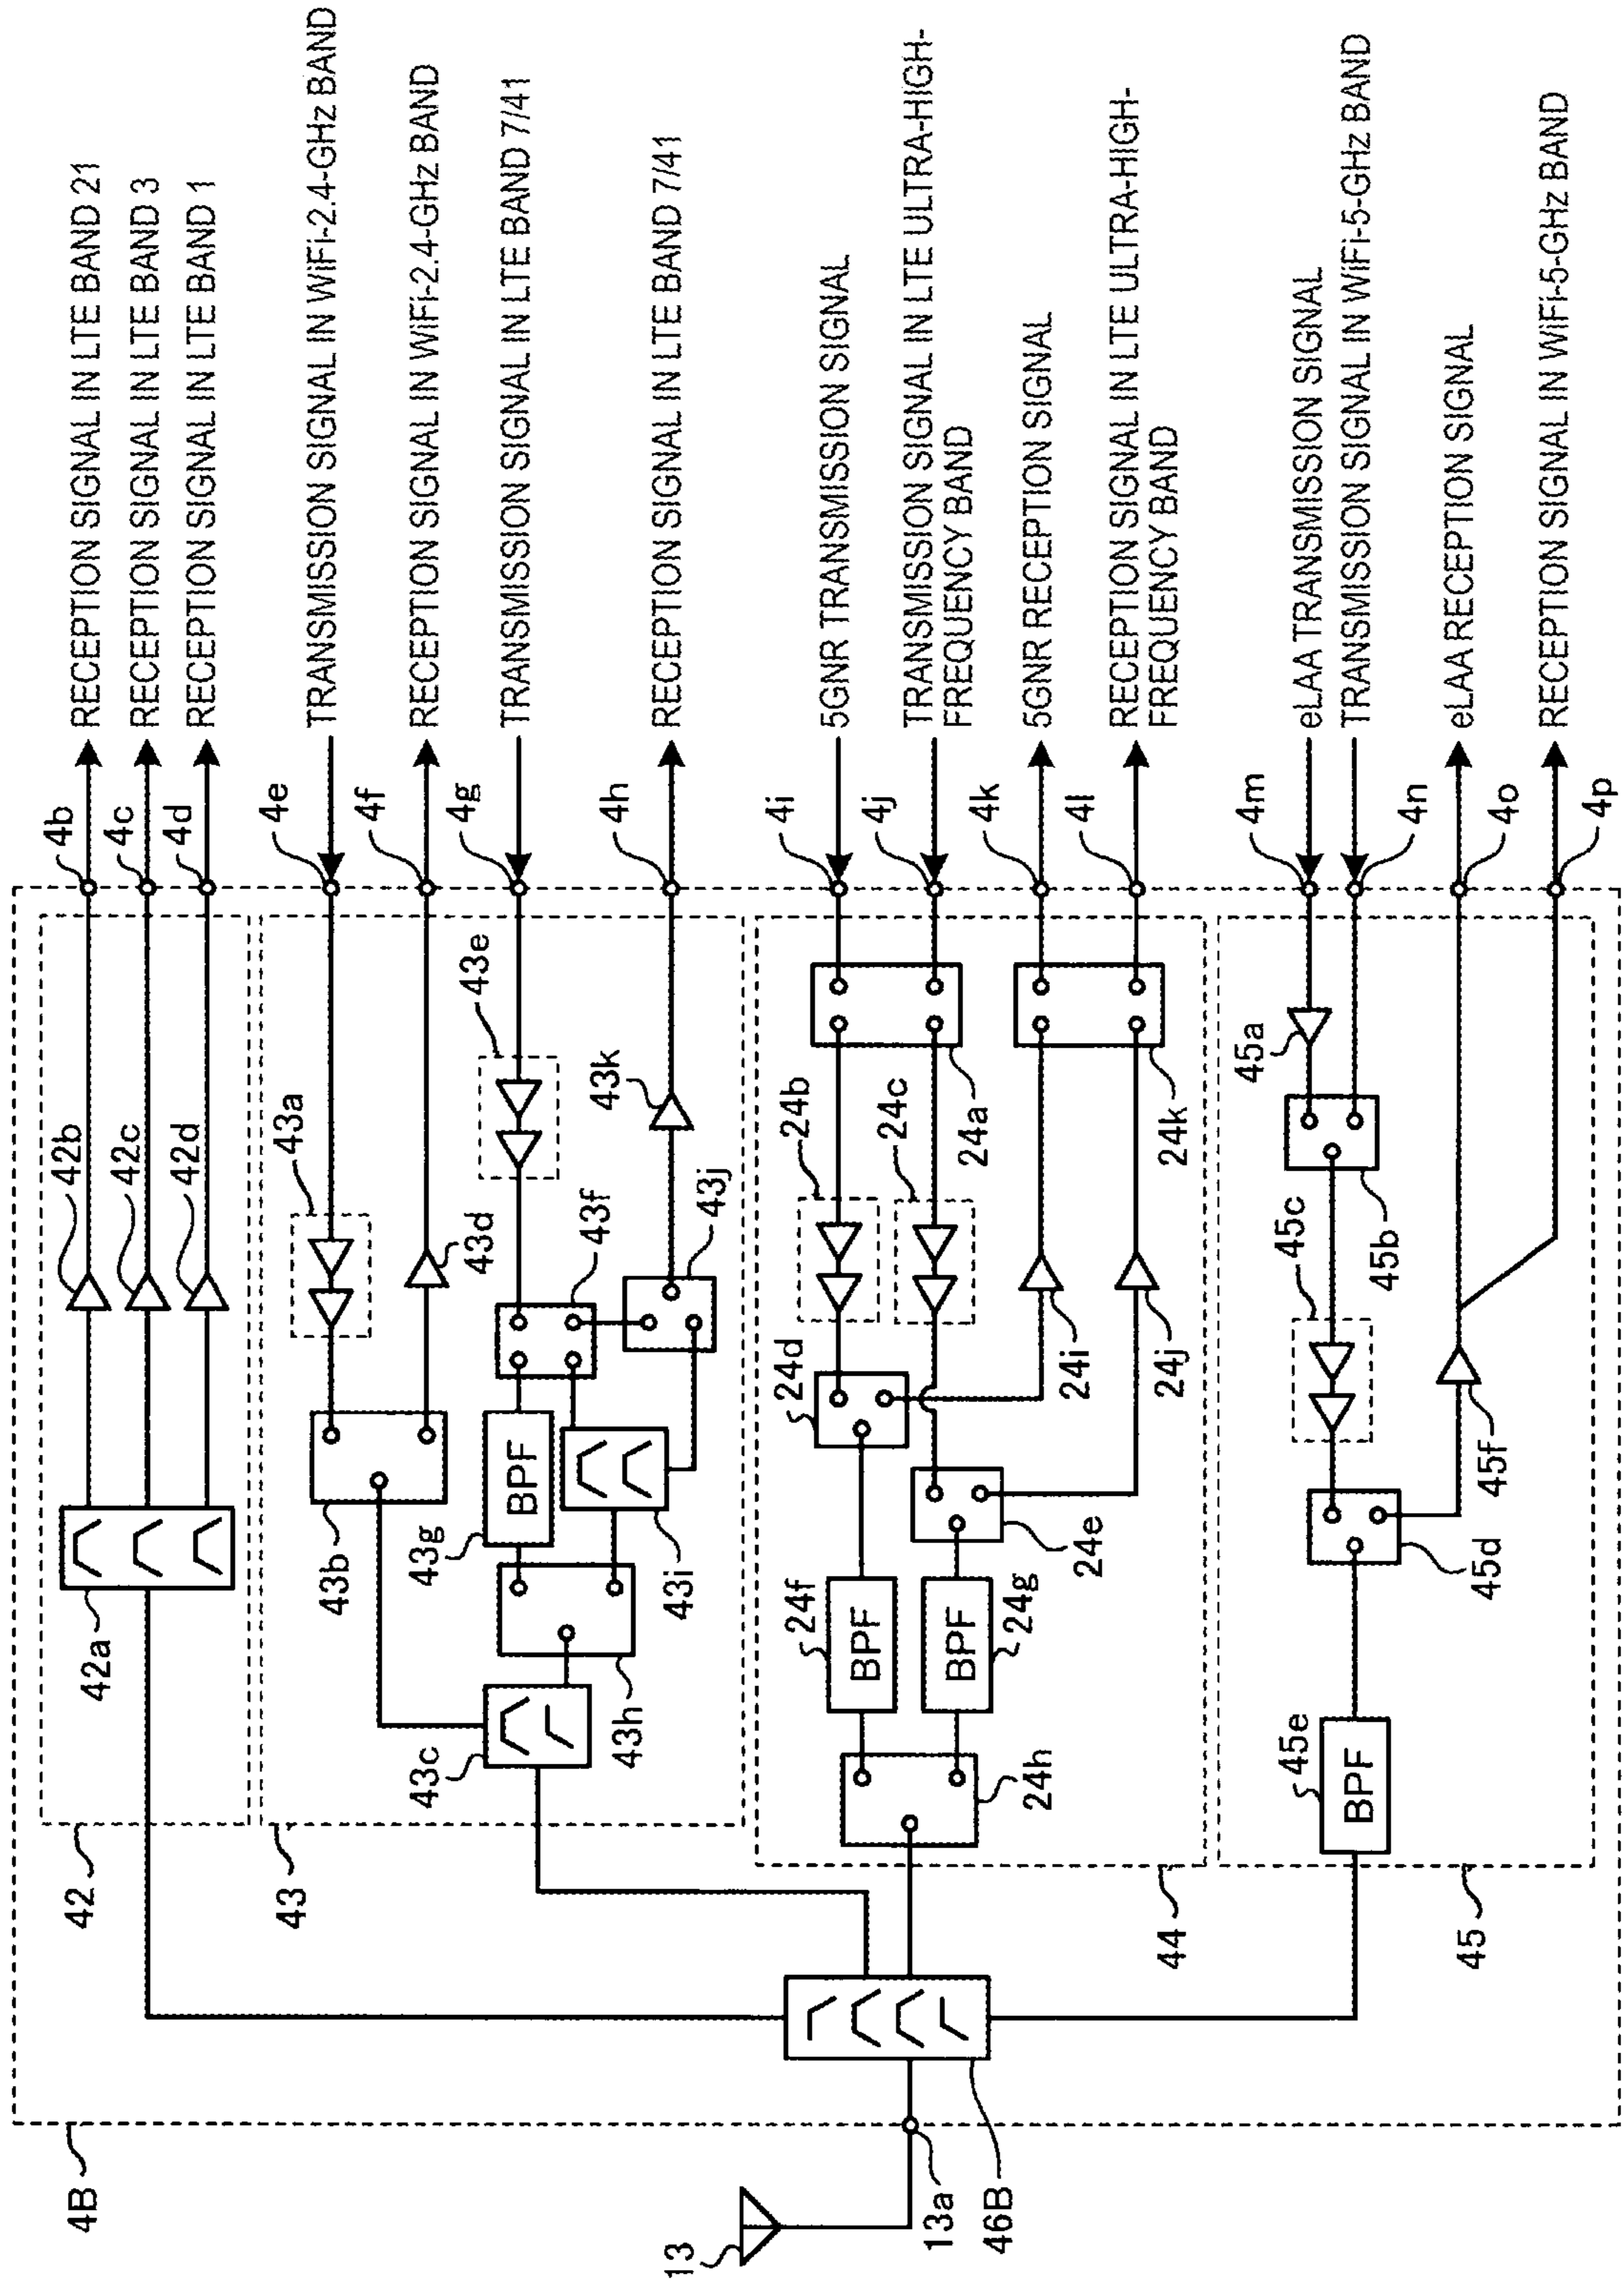 RECEPTION SIGNAL IN LTE BAND 21
RECEPTION SIGNAL IN LTE BAND 3
RECEPTION SIGNAL IN LTE BAND 1
TRANSMISSION SIGNAL IN WiFi-2.4-GHz BAND
RECEPTION SIGNAL IN WiFi-2.4-GHz BAND
TRANSMISSION SIGNAL IN LTE BAND 7/41
RECEPTION SIGNAL IN LTE BAND 7/41
5GNR TRANSMISSION SIGNAL
TRANSMISSION SIGNAL IN LTE ULTRA-HIGH-
FREQUENCY BAND
5GNR RECEPTION SIGNAL
RECEPTION SIGNAL IN LTE ULTRA-HIGH-
FREQUENCY BAND
eLAA TRANSMISSION SIGNAL
TRANSMISSION SIGNAL IN WiFi-5-GHz BAND
eLAA RECEPTION SIGNAL
RECEPTION SIGNAL IN WiFi-5-GHz BAND
4b
4c
4d
4e
4f
4g
4h
4i
4j
4k
4l
4m
4n
4o
4p
42b
42c
42d
42a
42
43a
43b
43d
43e
43f
43k
43j
BPF
43g
43i
43h
43c
43
24b
24c
24a
24k
24d
24i
24j
24e
24f
BPF
BPF
24g
24h
44
45a
45b
45c
45f
45d
45e
BPF
45
4B
13
13a
46B